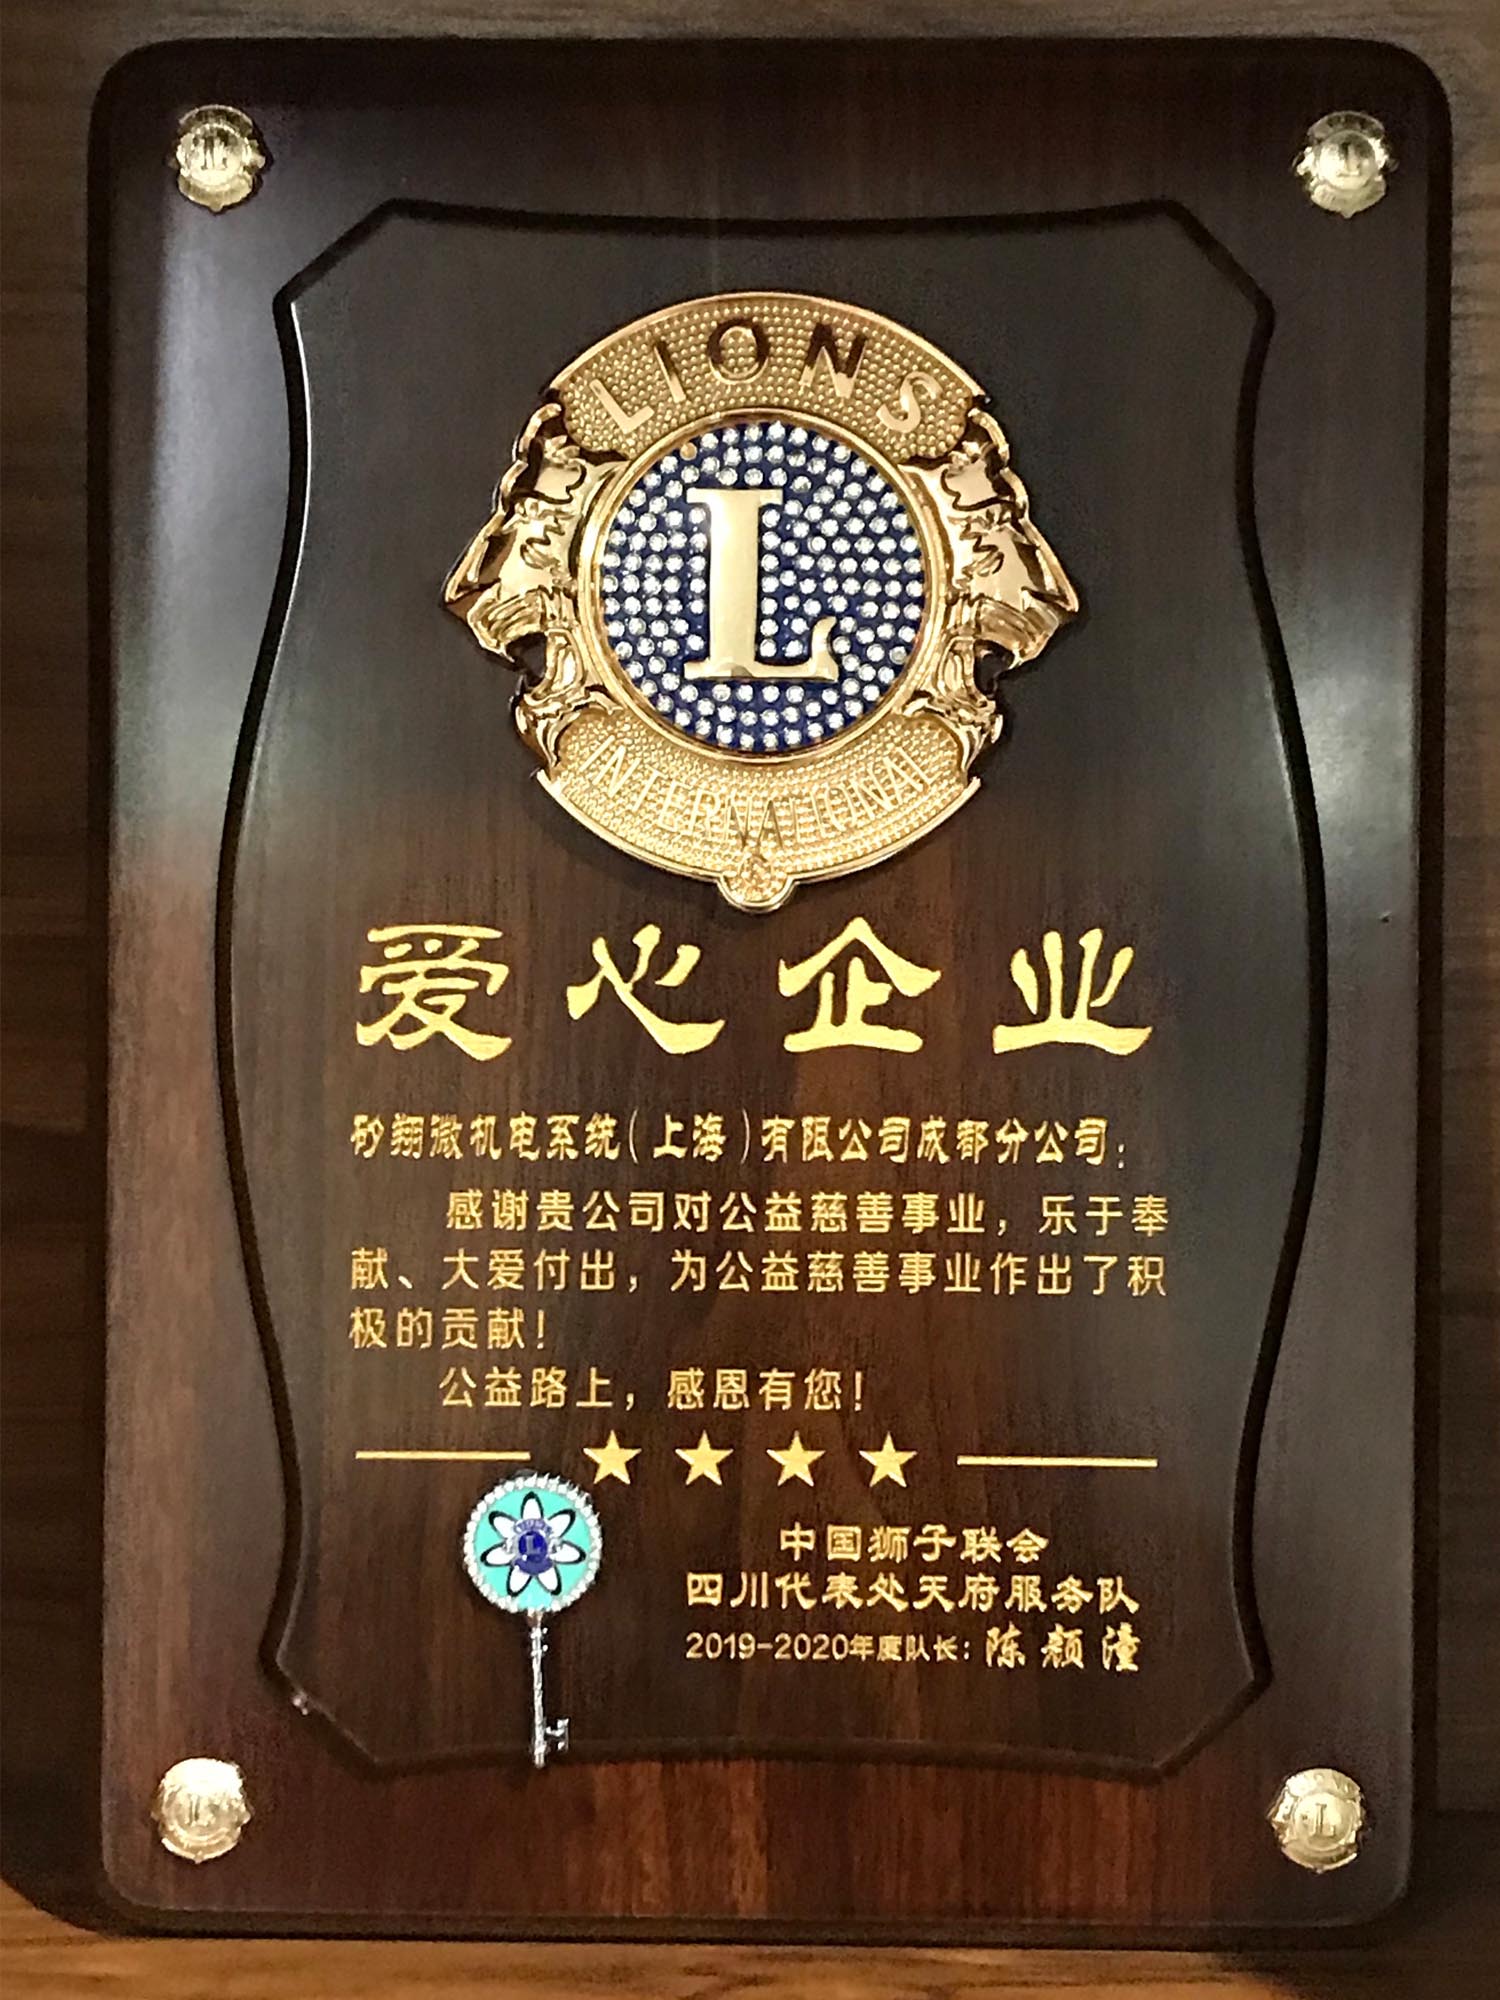 LIONS
L
INTERNATIONAL
爱心企业
矽翔微机电系统(上海)有限公司成都分公司:
感谢贵公司对公益慈善事业，乐于奉
献、大爱付出，为公益慈善事业作出了积
极的贡献!
公益路上，感恩有您!
中国狮子联会
四川代表处天府服务队
2019-2020年度队长:陈颜潼